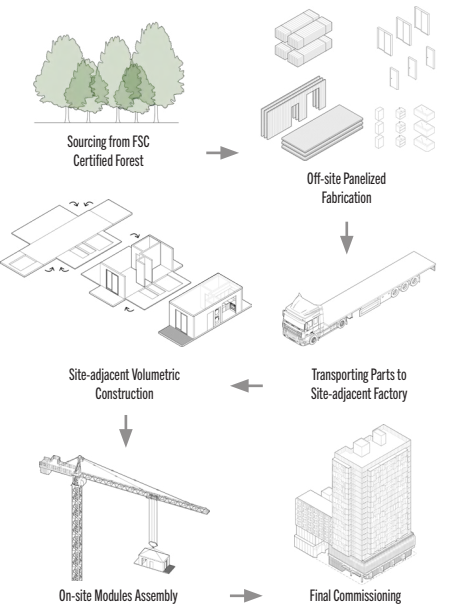 Sourcing from FSC
Certified Forest
Off-site Panelized
Fabrication
Transporting Parts to
Site-adjacent Factory
Site-adjacent Volumetric
Construction
On-site Modules Assembly
Final Commissioning